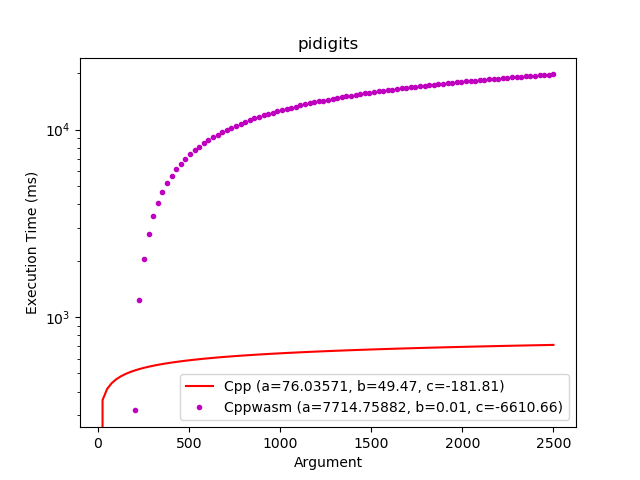 pidigits
Execution Time (ms)
10^4
10^3
Cpp (a=76.03571, b=49.47, c=-181.81)
Cppwasm (a=7714.75882, b=0.01, c=-6610.66)
0 500 1000 1500 2000 2500
Argument